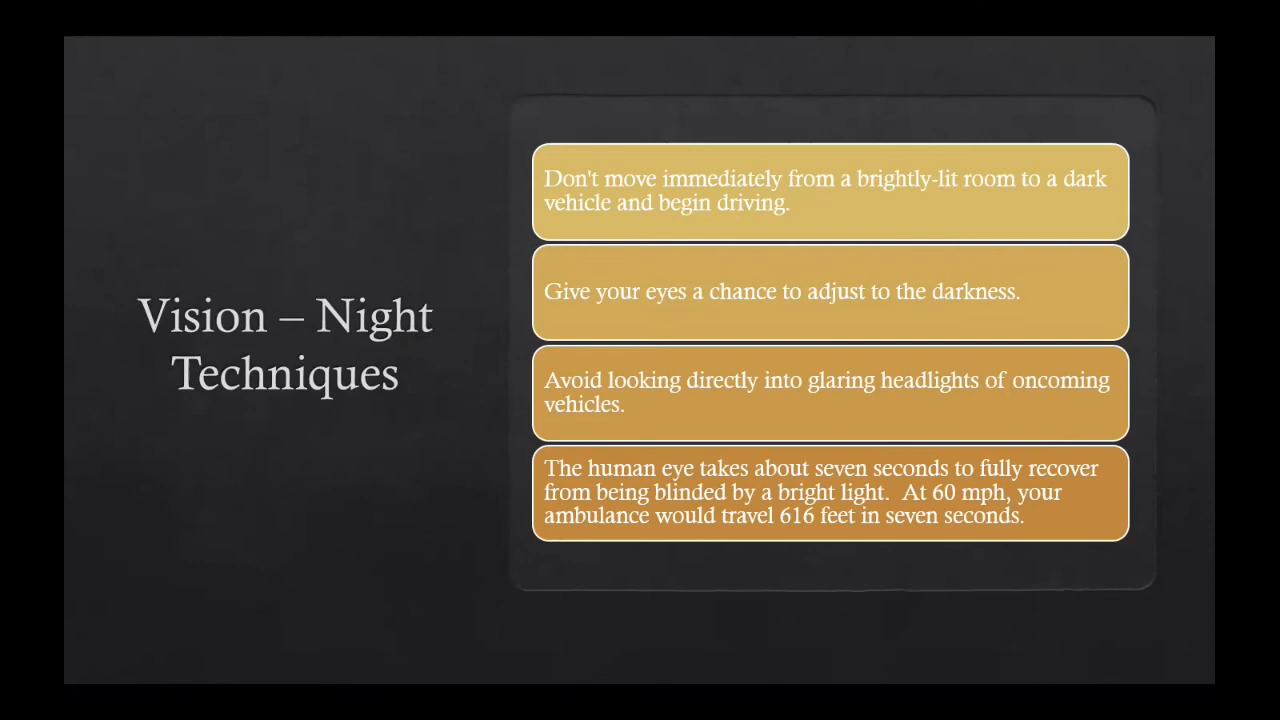 Vision – Night
Techniques
Don't move immediately from a brightly-lit room to a dark
vehicle and begin driving.
Give your eyes a chance to adjust to the darkness.
Avoid looking directly into glaring headlights of oncoming
vehicles.
The human eye takes about seven seconds to fully recover
from being blinded by a bright light.  At 60 mph, your
ambulance would travel 616 feet in seven seconds.